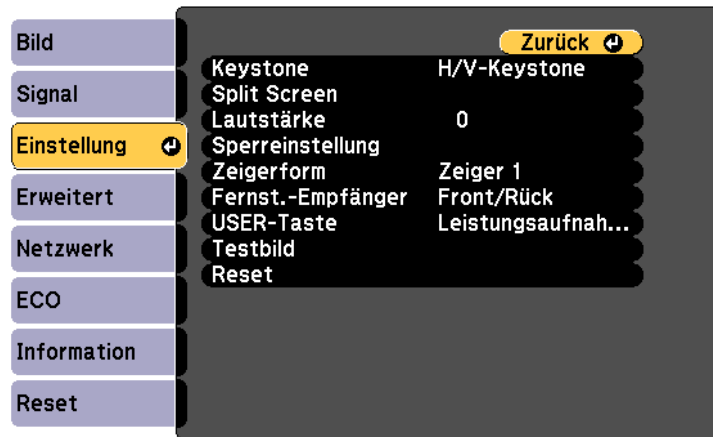 Bild
Signal
Einstellung
Erweitert
Netzwerk
ECO
Information
Reset
Zurück
Keystone H/V-Keystone
Split Screen
Lautstärke 0
Sperreinstellung
Zeigerform Zeiger 1
Fernst.-Empfänger Front/Rück
USER-Taste Leistungsaufnah...
Testbild
Reset